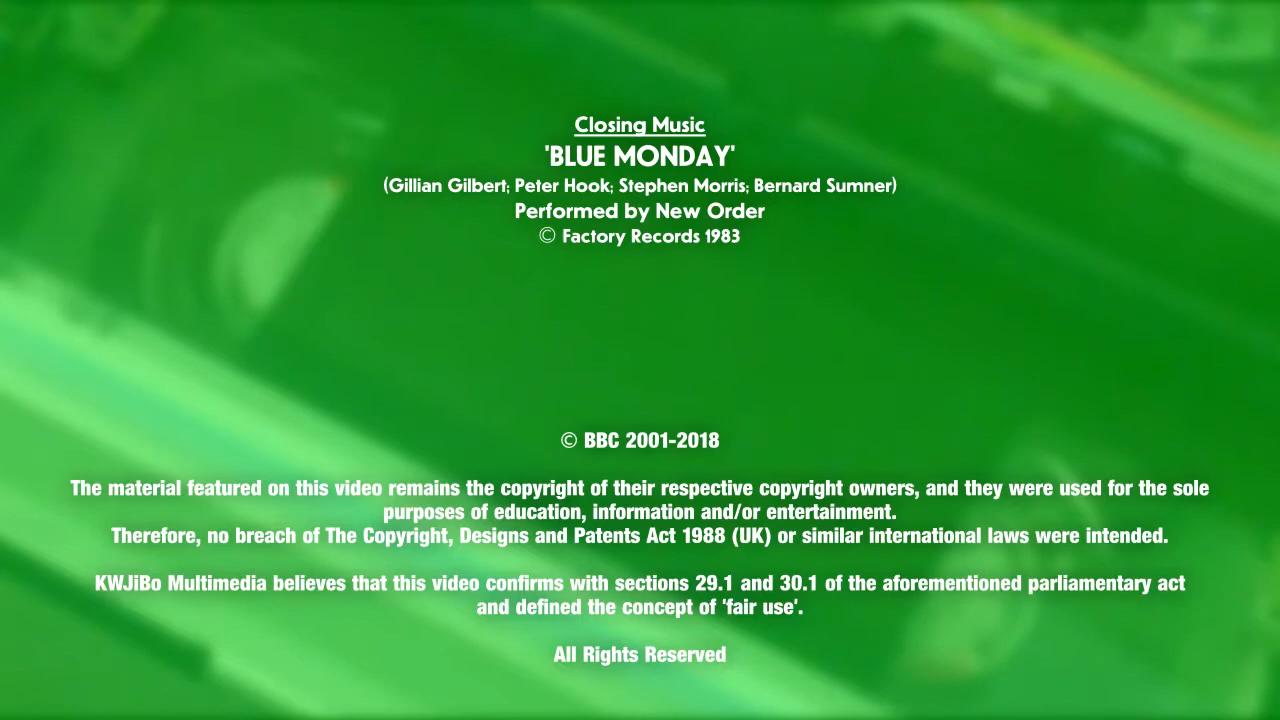 Closing Music
'BLUE MONDAY'
(Gillian Gilbert; Peter Hook; Stephen Morris; Bernard Sumner)
Performed by New Order
© Factory Records 1983
© BBC 2001-2018
The material featured on this video remains the copyright of their respective copyright owners, and they were used for the sole
purposes of education, information and/or entertainment.
Therefore, no breach of The Copyright, Designs and Patents Act 1988 (UK) or similar international laws were intended.
KWJiBo Multimedia believes that this video confirms with sections 29.1 and 30.1 of the aforementioned parliamentary act
and defined the concept of 'fair use'.
All Rights Reserved